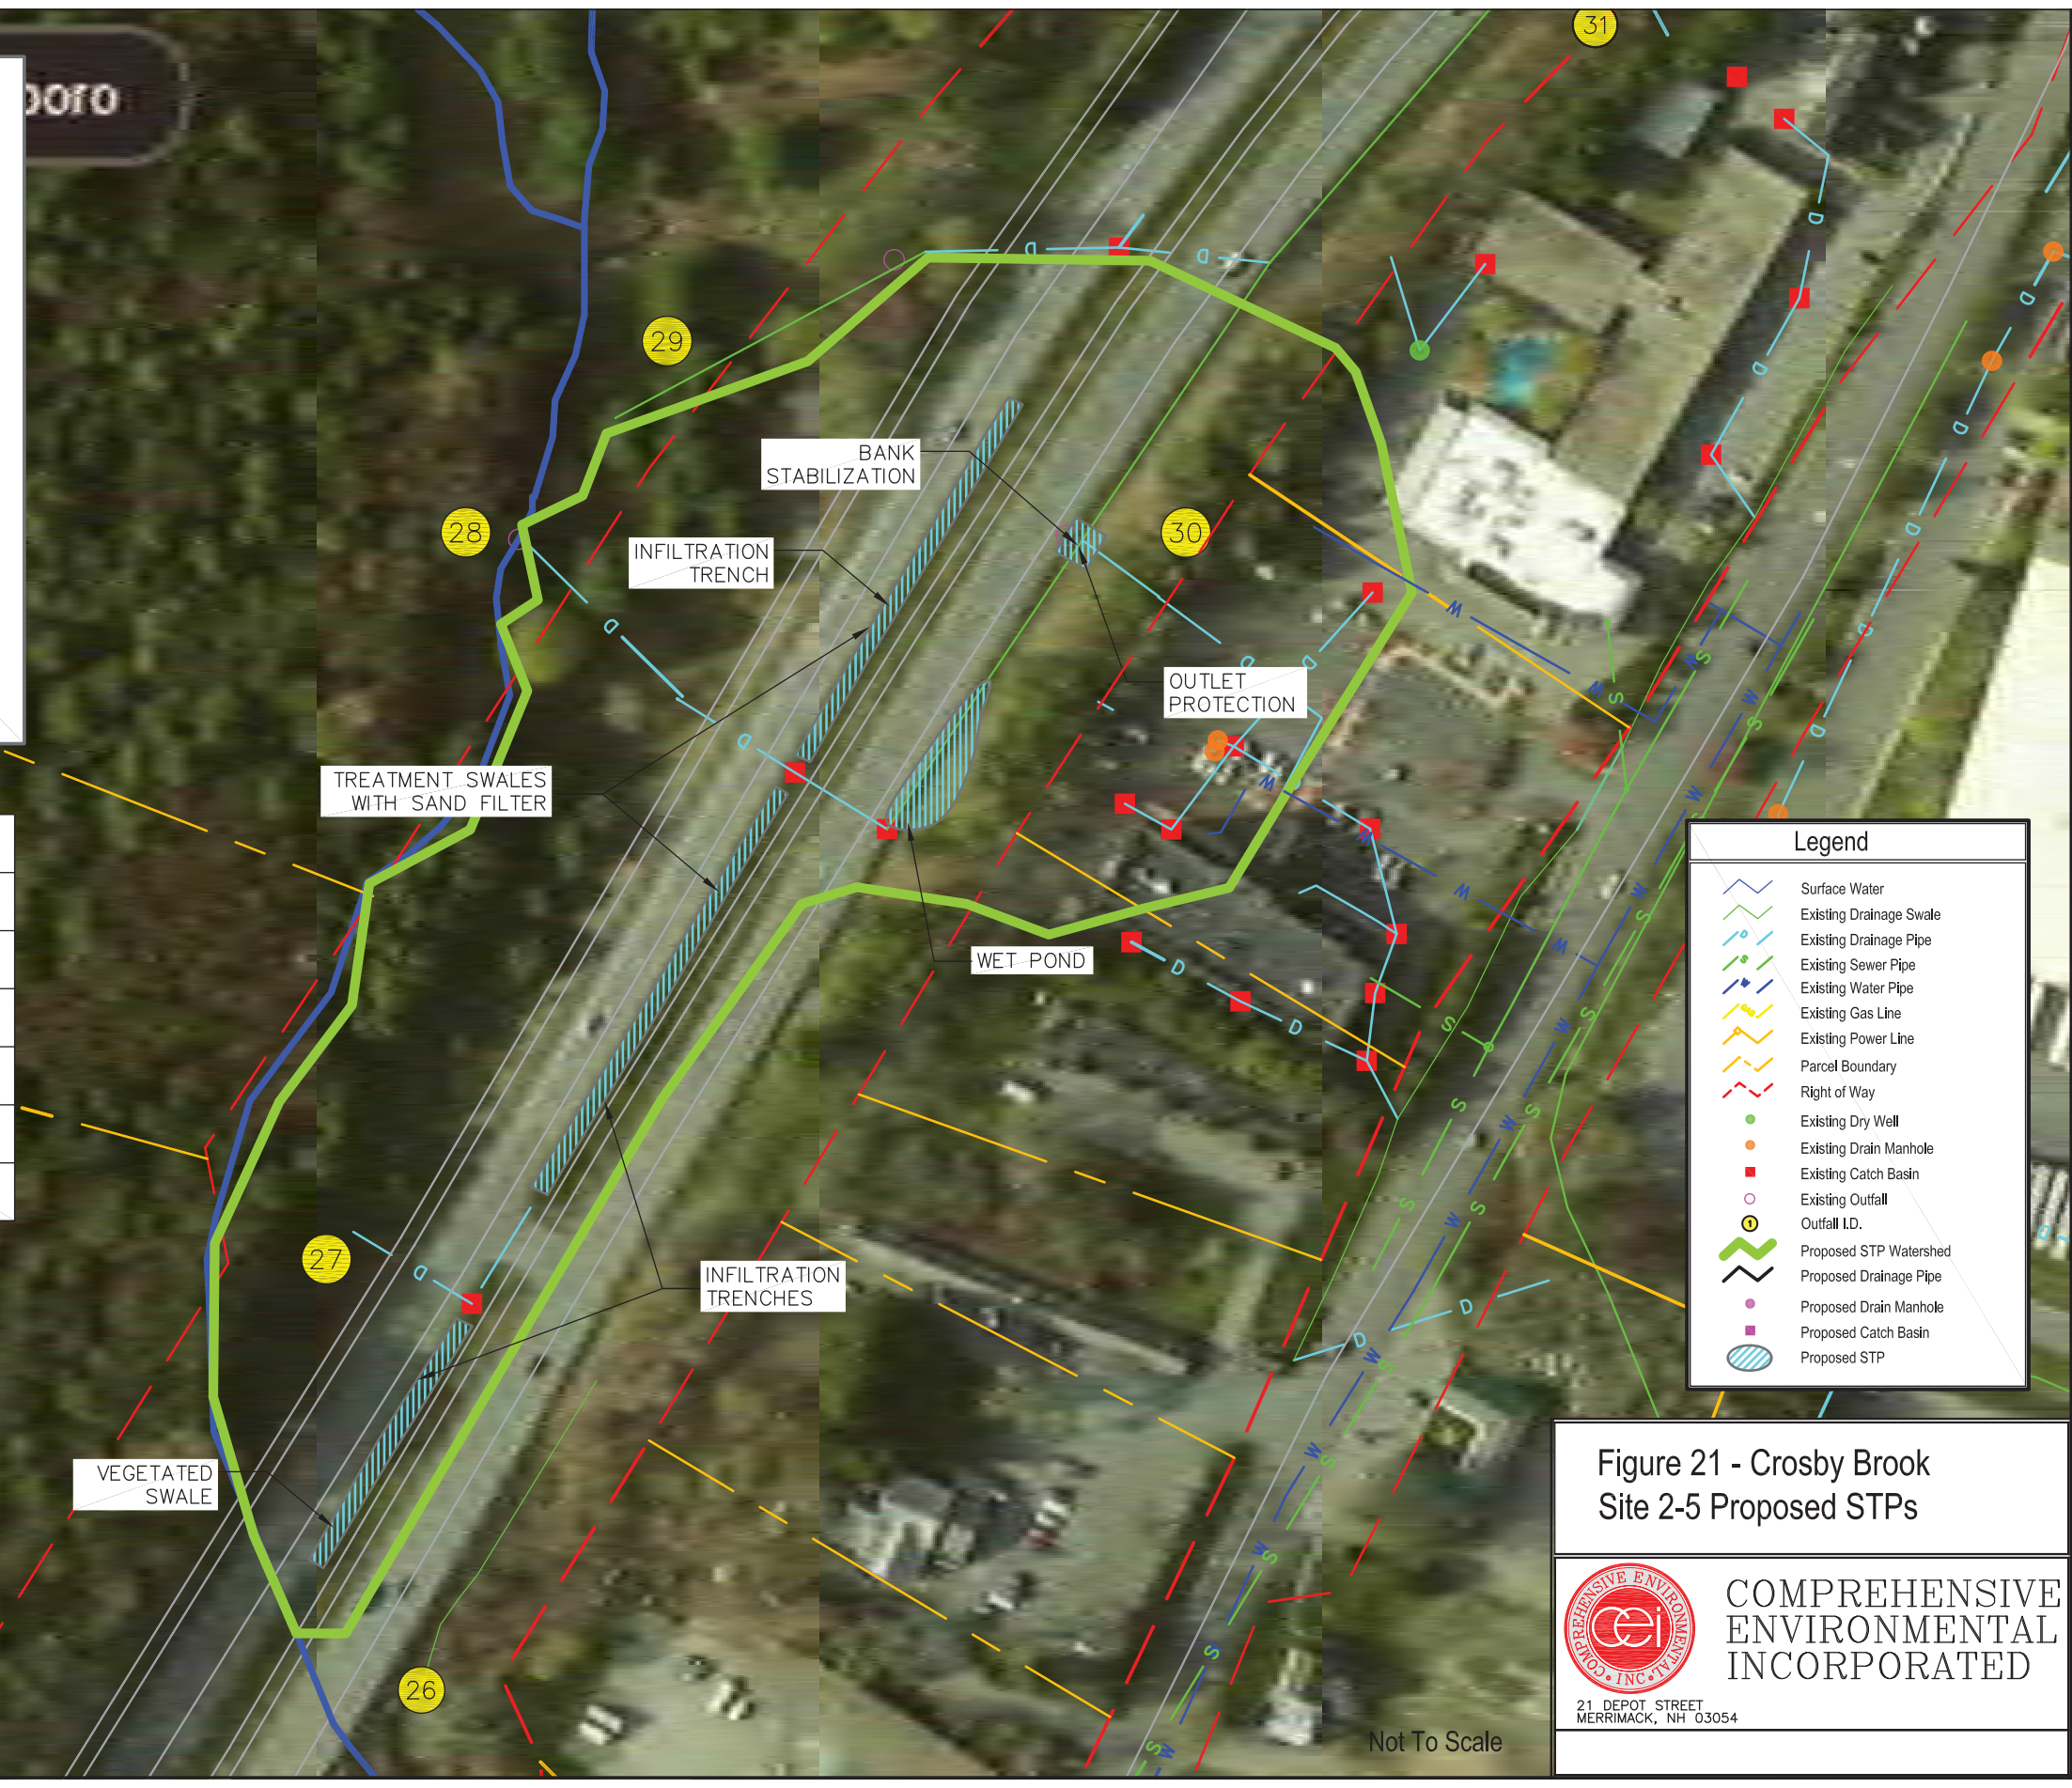 boro
31
29
28
30
27
26
BANK
STABILIZATION
INFILTRATION
TRENCH
OUTLET
PROTECTION
TREATMENT SWALES
WITH SAND FILTER
WET POND
INFILTRATION
TRENCHES
VEGETATED
SWALE
Legend
Surface Water
Existing Drainage Swale
D Existing Drainage Pipe
S Existing Sewer Pipe
W Existing Water Pipe
Existing Gas Line
Existing Power Line
Parcel Boundary
Right of Way
Existing Dry Well
Existing Drain Manhole
Existing Catch Basin
Existing Outfall
1 Outfall I.D.
Proposed STP Watershed
Proposed Drainage Pipe
Proposed Drain Manhole
Proposed Catch Basin
Proposed STP
Not To Scale
Figure 21 - Crosby Brook
Site 2-5 Proposed STPs
COMPREHENSIVE ENVIRONMENTAL
INC.
cei
COMPREHENSIVE
ENVIRONMENTAL
INCORPORATED
21 DEPOT STREET
MERRIMACK, NH 03054